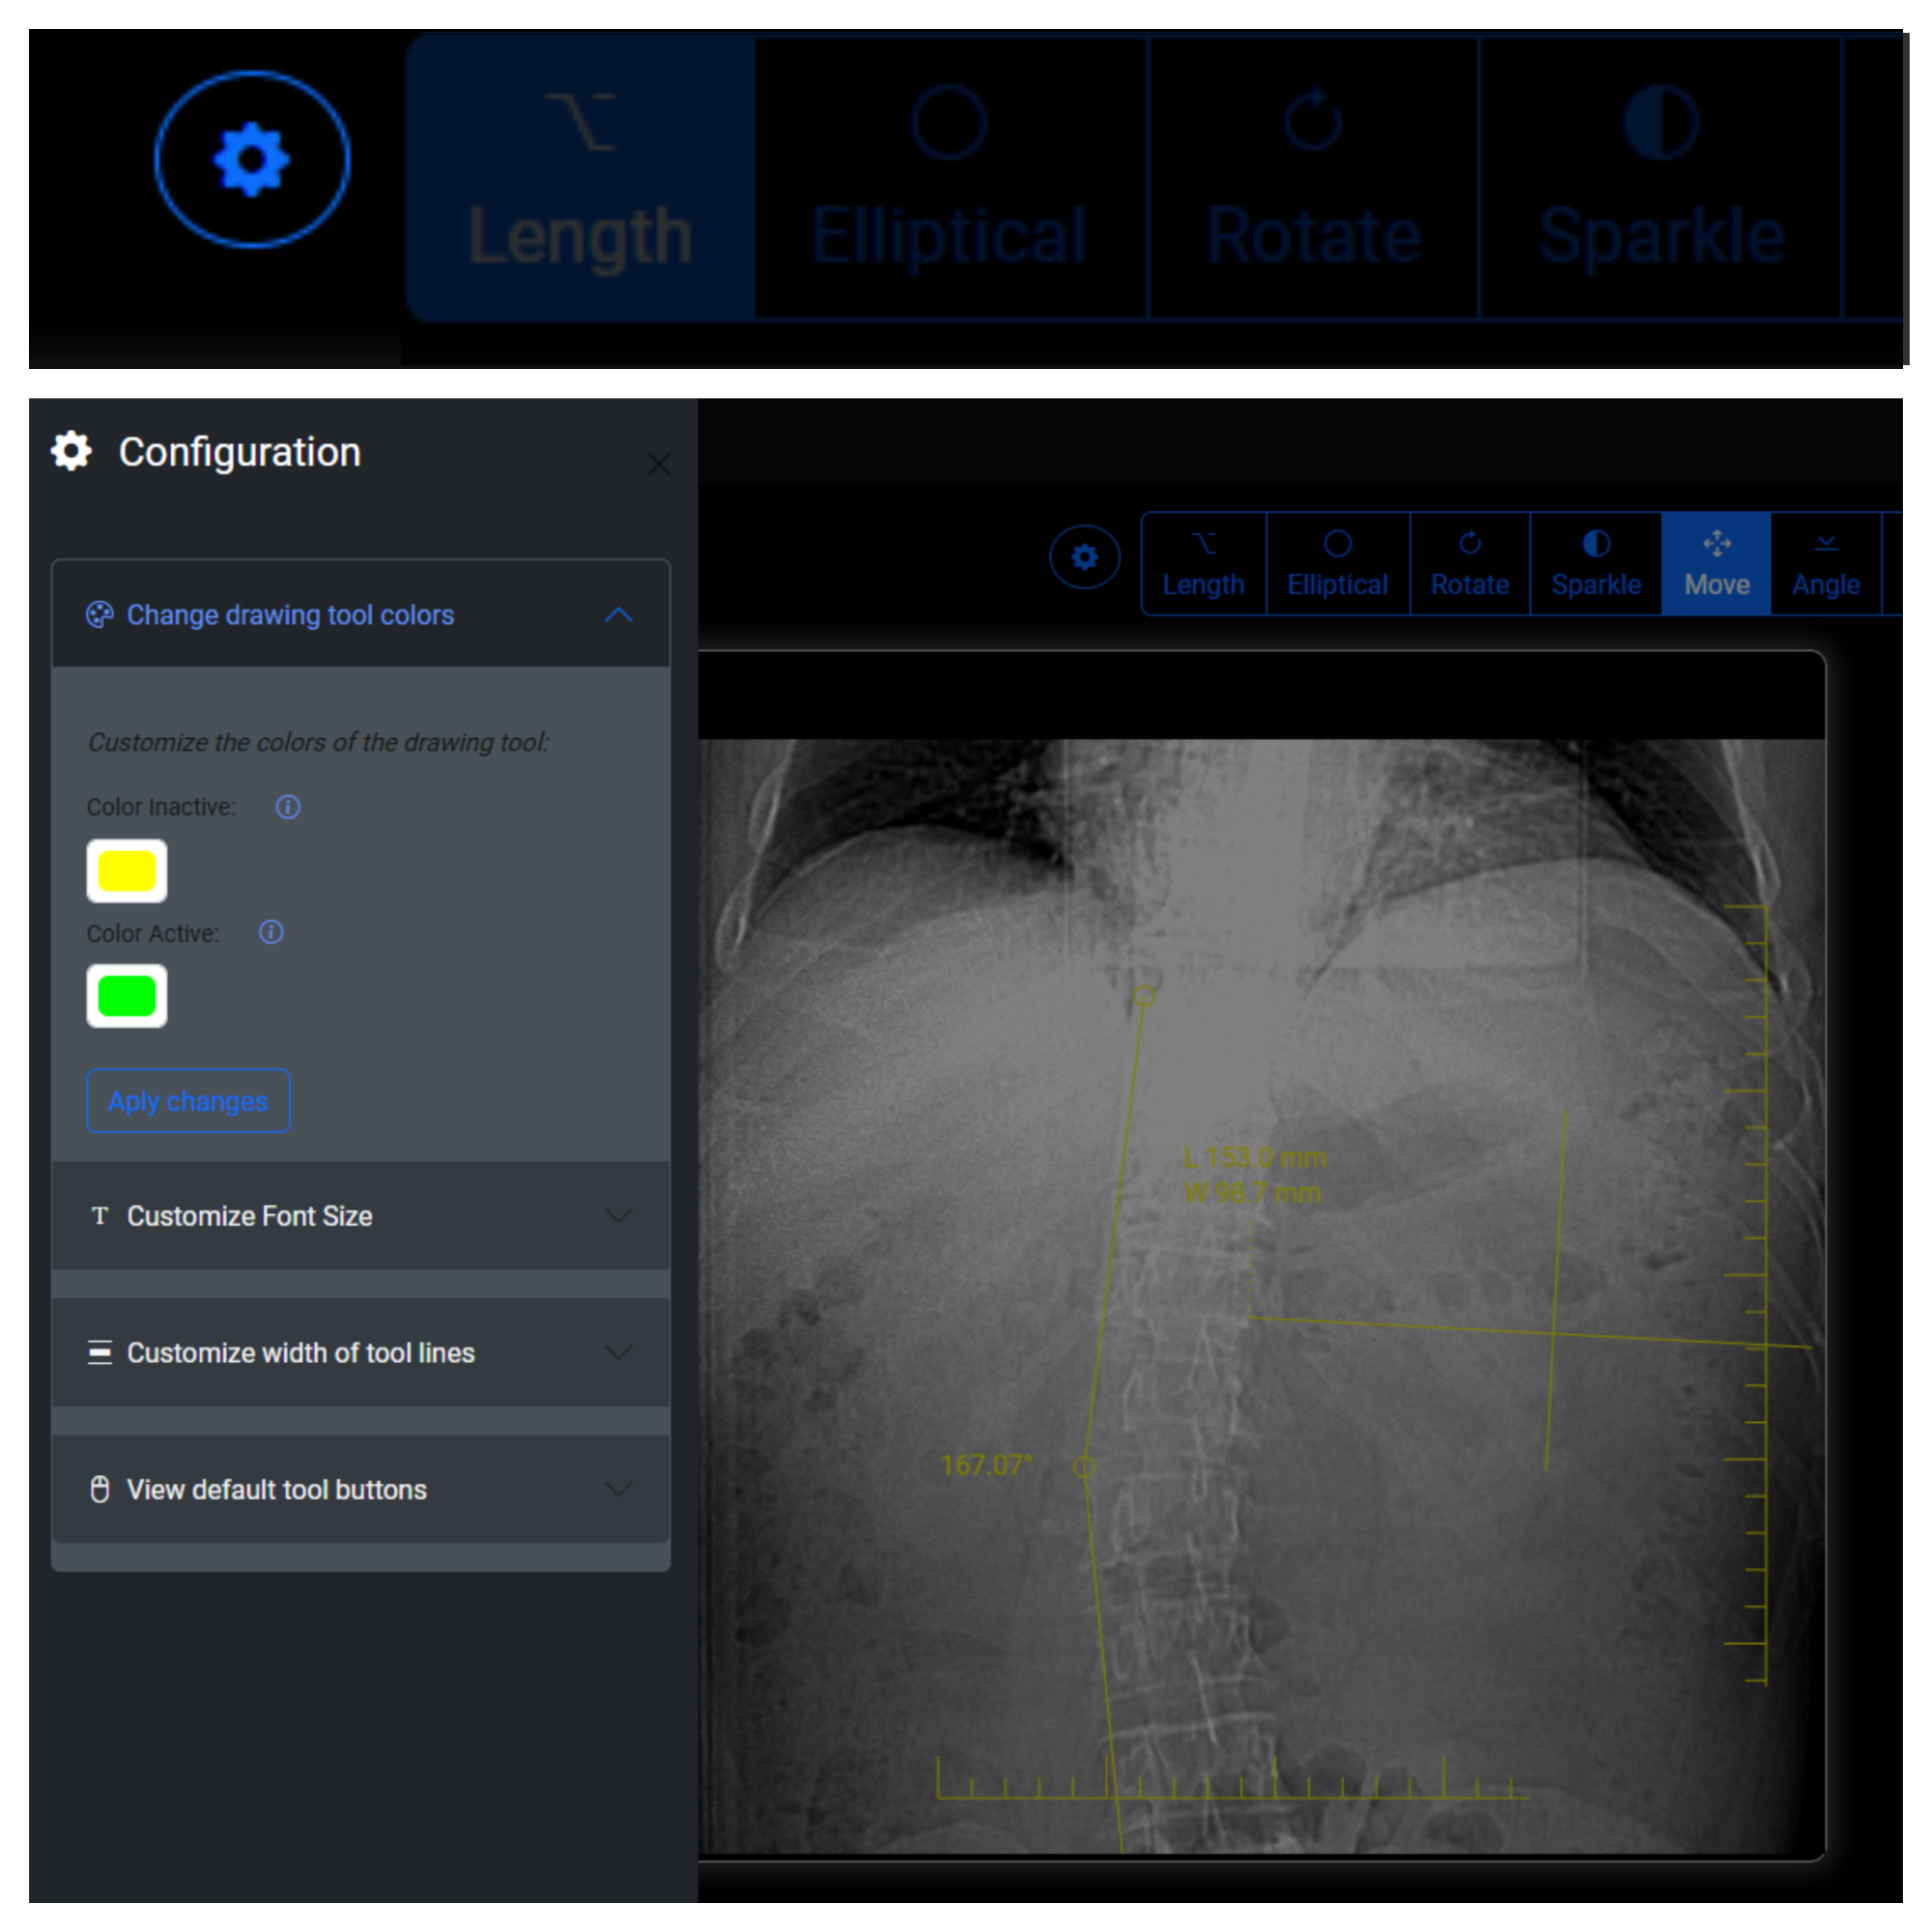 Length Elliptical Rotate Sparkle
Configuration
Length Elliptical Rotate Sparkle Move Angle
Change drawing tool colors
Customize the colors of the drawing tool:
Color Inactive:
Color Active:
Aply changes
T Customize Font Size
Customize width of tool lines
View default tool buttons
L 153.0 mm
W 98.7 mm
167.07°